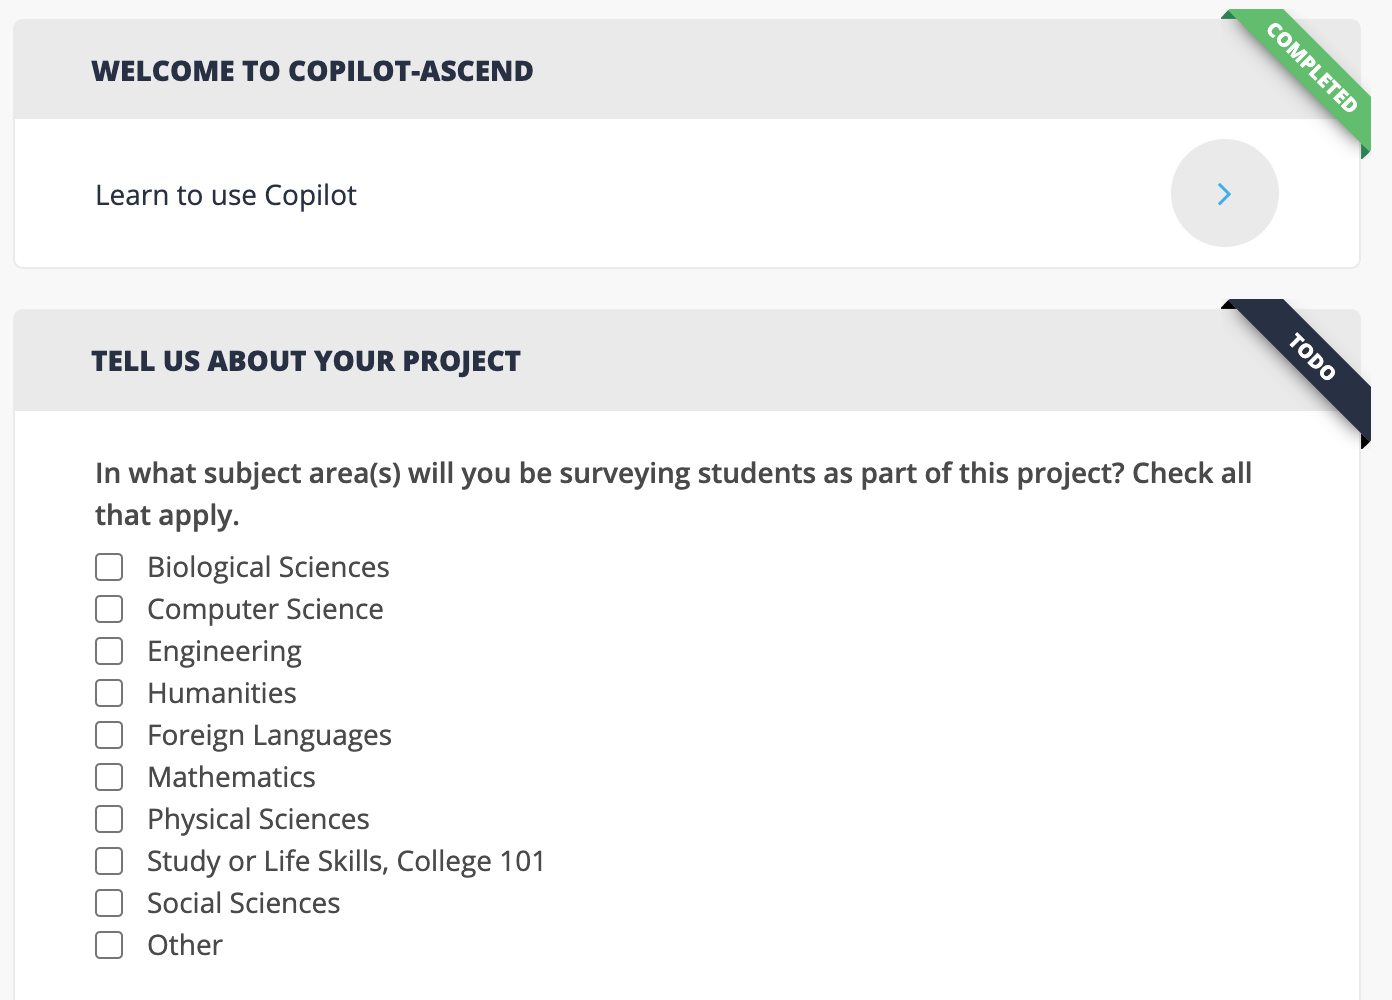 WELCOME TO COPILOT-ASCEND
COMPLETED
Learn to use Copilot
TELL US ABOUT YOUR PROJECT
TODO
In what subject area(s) will you be surveying students as part of this project? Check all
that apply.
Biological Sciences
Computer Science
Engineering
Humanities
Foreign Languages
Mathematics
Physical Sciences
Study or Life Skills, College 101
Social Sciences
Other